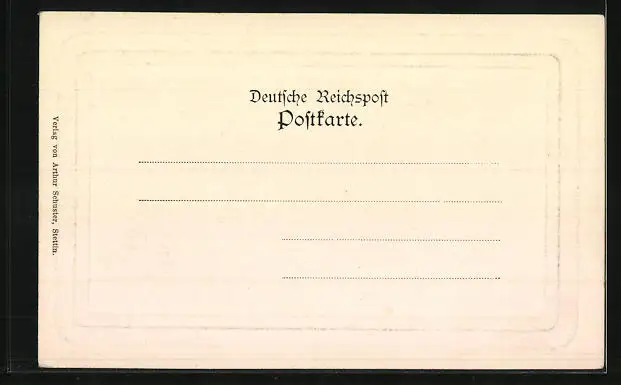 Deutſche Reichspoſt
Poſtkarte.
Verlag von Arthur Schuster, Stettin.